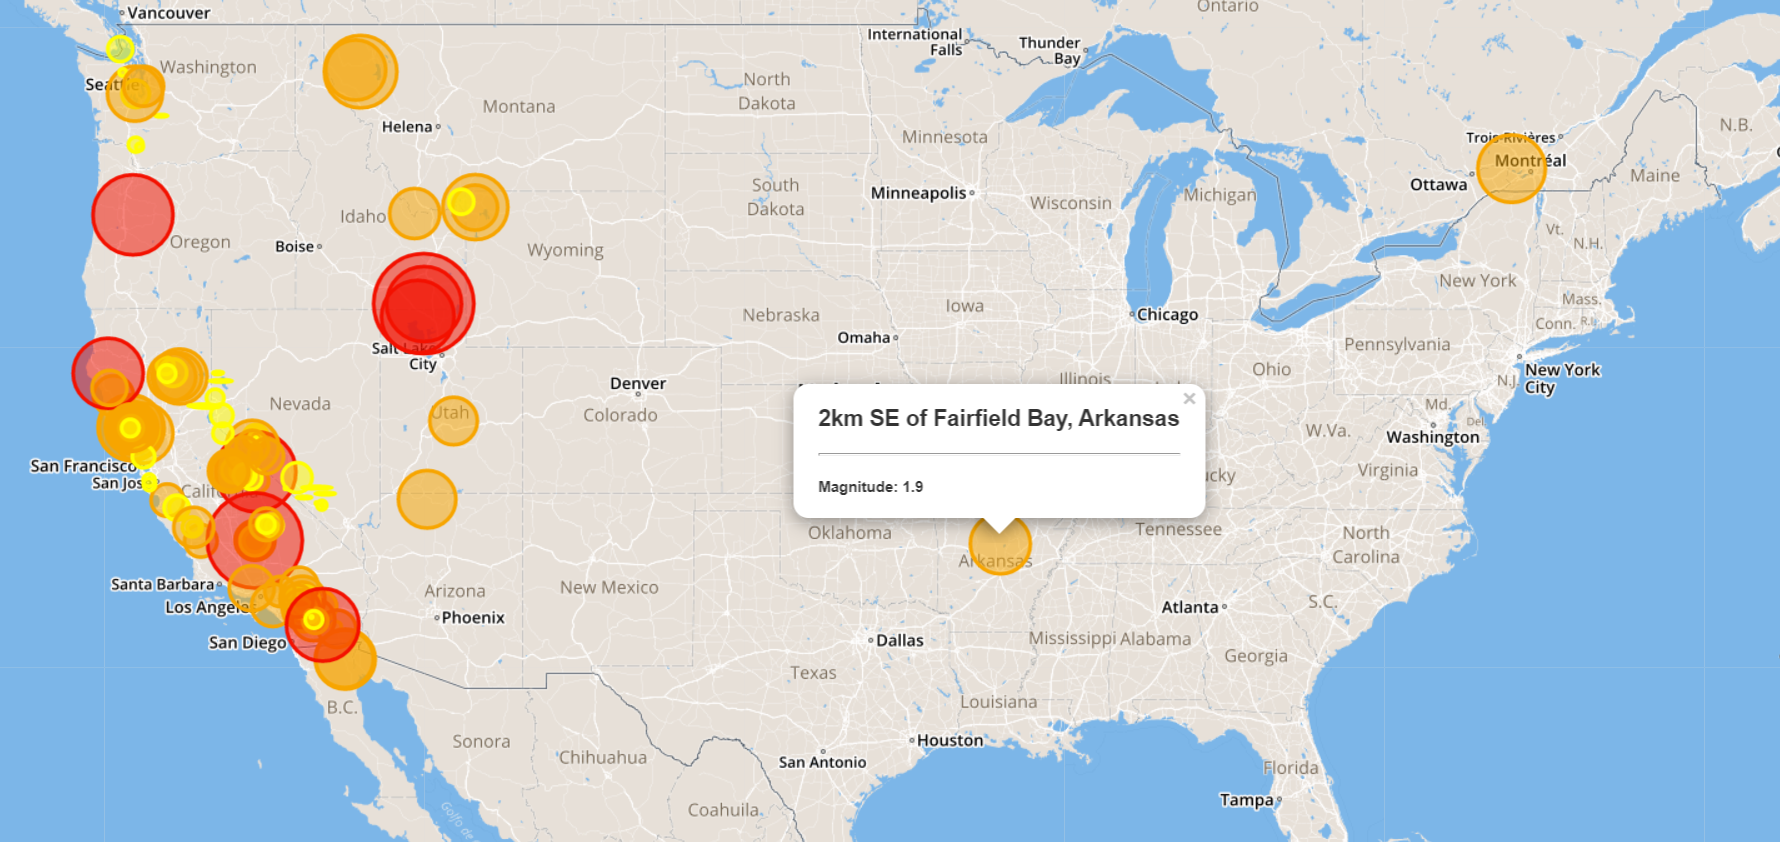 Ontario
Vancouver
International
Falls
Thunder
Bay
Washington
Seattle
North
Dakota
Montana
Helena
Minnesota
Trois-Rivières
N.B.
Montréal
Ottawa
Maine
South
Dakota
Minneapolis
Wisconsin
Michigan
Idaho
Oregon
Boise
Wyoming
Vt.
N.H.
New York
Mass.
Conn.
R.I.
Nebraska
Iowa
Chicago
Omaha
Pennsylvania
Salt Lake
City
New York
City
N.J.
Ohio
Illinois
Denver
Colorado
Nevada
Utah
Md.
Del.
W.Va.
Washington
2km SE of Fairfield Bay, Arkansas
×
Magnitude: 1.9
San Francisco
San Jos
Calif
Virginia
ucky
Oklahoma
Arkansas
Tennessee
North
Carolina
Santa Barbara
Los Angeles
Arizona
New Mexico
Phoenix
San Diego
Atlanta
S.C.
Dallas
Mississippi
Alabama
Georgia
Texas
Louisiana
B.C.
Sonora
Chihuahua
Houston
San Antonio
Florida
Tampa
Coahuila
Golfo de